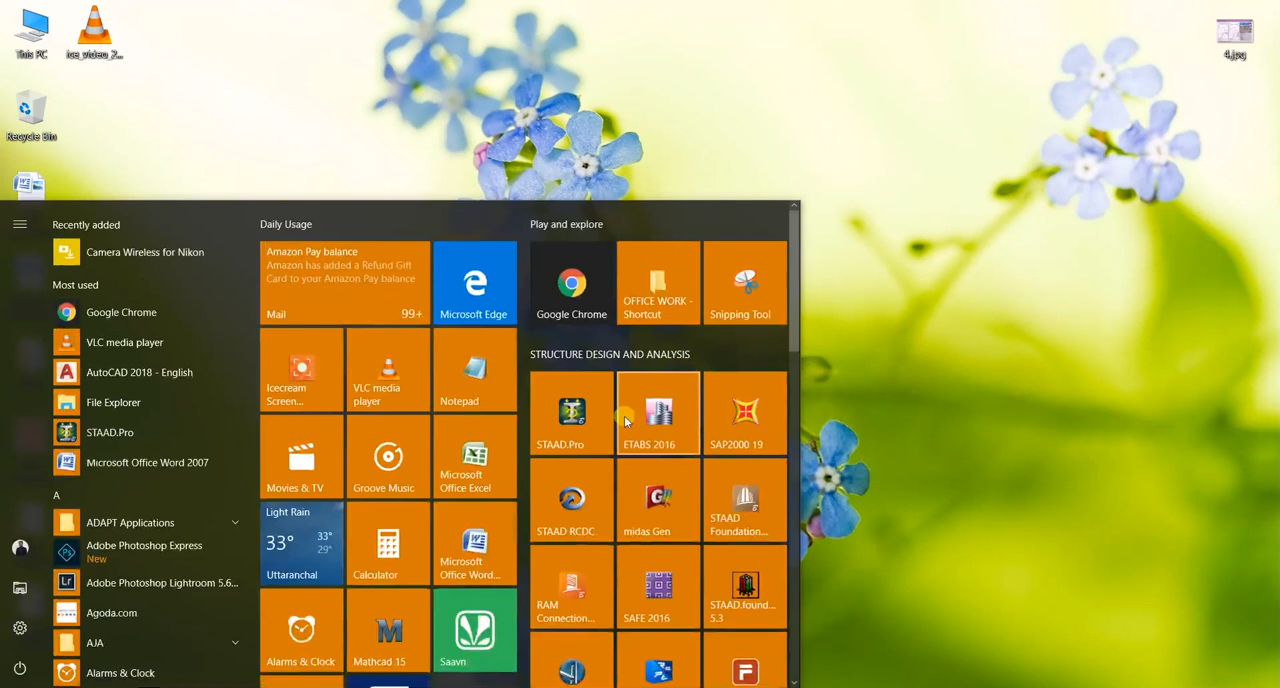 This PC
ice_video_2...
4.jpg
Recycle Bin
Recently added
Camera Wireless for Nikon
Most used
Google Chrome
VLC media player
AutoCAD 2018 - English
File Explorer
STAAD.Pro
Microsoft Office Word 2007
A
ADAPT Applications
Adobe Photoshop Express
New
Adobe Photoshop Lightroom 5.6...
Agoda.com
AJA
Alarms & Clock
Daily Usage
Amazon Pay balance
Amazon has added a Refund Gift
Card to your Amazon Pay balance
Mail
99+
Microsoft Edge
Icecream
Screen...
VLC media
player
Notepad
Movies & TV
Groove Music
Microsoft
Office Excel
Light Rain
33°
33°
29°
Uttaranchal
Calculator
Microsoft
Office Word...
Alarms & Clock
Mathcad 15
Saavn
Play and explore
Google Chrome
OFFICE WORK -
Shortcut
Snipping Tool
STRUCTURE DESIGN AND ANALYSIS
STAAD.Pro
ETABS 2016
SAP2000 19
STAAD RCDC
midas Gen
STAAD
Foundation...
RAM
Connection...
SAFE 2016
STAAD.found...
5.3